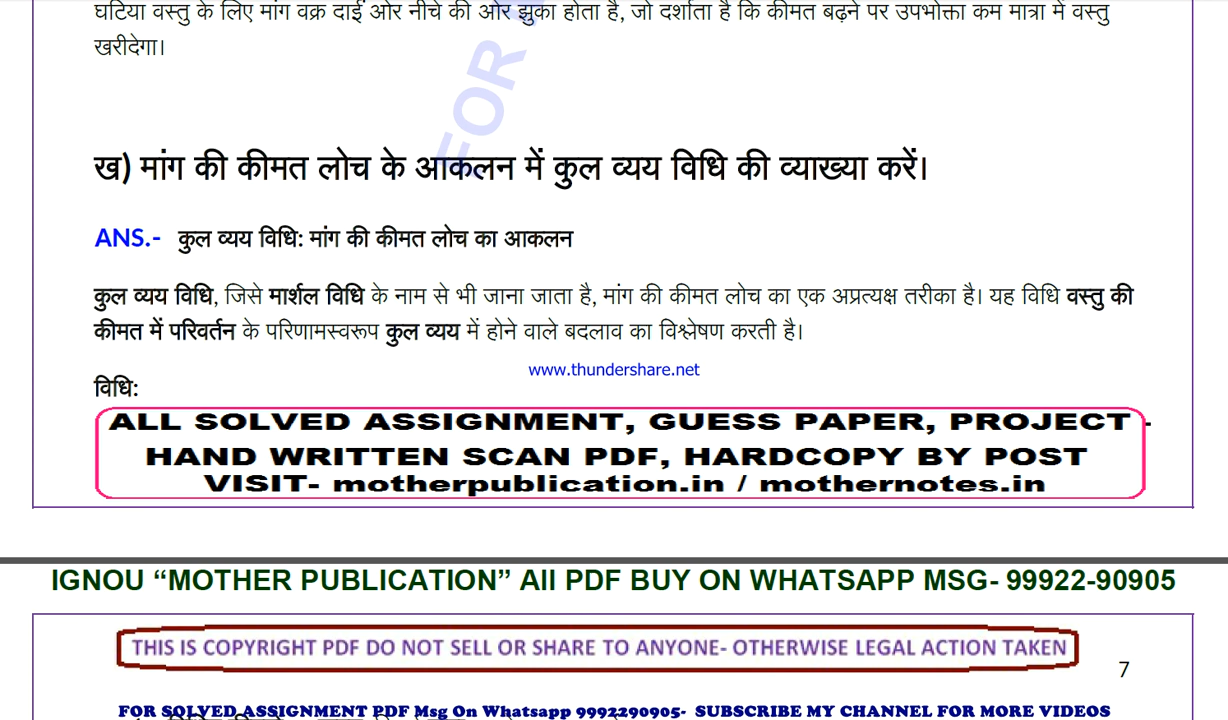 घटिया वस्तु के लिए मांग वक्र दाईं ओर नीचे की ओर झुका होता है, जो दर्शाता है कि कीमत बढ़ने पर उपभोक्ता कम मात्रा में वस्तु
खरीदेगा।
FOR
ख) मांग की कीमत लोच के आकलन में कुल व्यय विधि की व्याख्या करें।
ANS.- कुल व्यय विधि: मांग की कीमत लोच का आकलन
कुल व्यय विधि, जिसे मार्शल विधि के नाम से भी जाना जाता है, मांग की कीमत लोच का एक अप्रत्यक्ष तरीका है। यह विधि वस्तु की
कीमत में परिवर्तन के परिणामस्वरूप कुल व्यय में होने वाले बदलाव का विश्लेषण करती है।
www.thundershare.net
विधि:
ALL SOLVED ASSIGNMENT, GUESS PAPER, PROJECT -
HAND WRITTEN SCAN PDF, HARDCOPY BY POST
VISIT- motherpublication.in / mothernotes.in
IGNOU “MOTHER PUBLICATION” All PDF BUY ON WHATSAPP MSG- 99922-90905
THIS IS COPYRIGHT PDF DO NOT SELL OR SHARE TO ANYONE- OTHERWISE LEGAL ACTION TAKEN
7
FOR SOLVED ASSIGNMENT PDF Msg On Whatsapp 9992290905- SUBSCRIBE MY CHANNEL FOR MORE VIDEOS